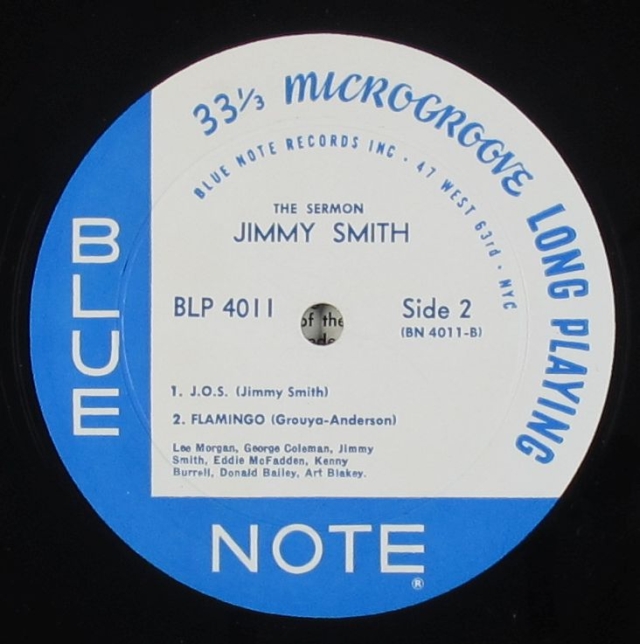 33⅓ MICROGROOVE LONG PLAYING
BLUE NOTE RECORDS INC · 47 WEST 63rd · NYC
THE SERMON
JIMMY SMITH
BLP 4011
Side 2
(BN 4011-B)
of the
1. J.O.S. (Jimmy Smith)
2. FLAMINGO (Grouya-Anderson)
Lee Morgan, George Coleman, Jimmy
Smith, Eddie McFadden, Kenny
Burrell, Donald Bailey, Art Blakey.
BLUE
NOTE
®